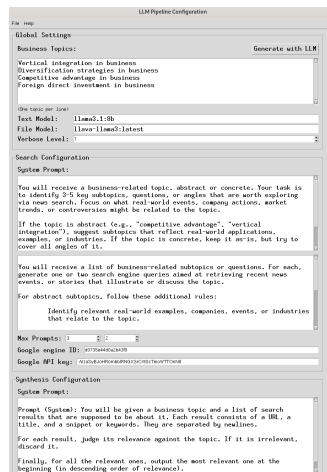 LLM Pipeline Configuration
File Help
Global Settings
Business Topics:
Generate with LLM
Vertical integration in business
Diversification strategies in business
Competitive advantage in business
Foreign direct investment in business
(One topic per line)
Text Model: llama3.1:8b
File Model: llava-llama3:latest
Verbose Level: 1
Search Configuration
System Prompt:
You will receive a business-related topic, abstract or concrete. Your task is
to identify 3-5 key subtopics, questions, or angles that are worth exploring
via news search. Focus on what real-world events, company actions, market
trends, or controversies might be related to the topic.
If the topic is abstract (e.g., "competitive advantage", "vertical
integration"), suggest subtopics that reflect real-world applications,
examples, or industries. If the topic is concrete, keep it as-is, but try to
cover all angles of it.
You will receive a list of business-related subtopics or questions. For each,
generate one or two search engine queries aimed at retrieving recent news
events, or stories that illustrate or discuss the topic.
For abstract subtopics, follow these additional rules:
Identify relevant real-world examples, companies, events, or industries
that relate to the topic.
Max Prompts: 3 2
Google engine ID:
Google API key:
Synthesis Configuration
System Prompt:
Prompt (System): You will be given a business topic and a list of search
results that are supposed to be about it. Each result consists of a URL, a
title, and a snippet or keywords. They are separated by newlines.
For each result, judge its relevance against the topic. If it is irrelevant,
discard it.
Finally, for all the relevant ones, output the most relevant one at the
beginning (in descending order of relevance).